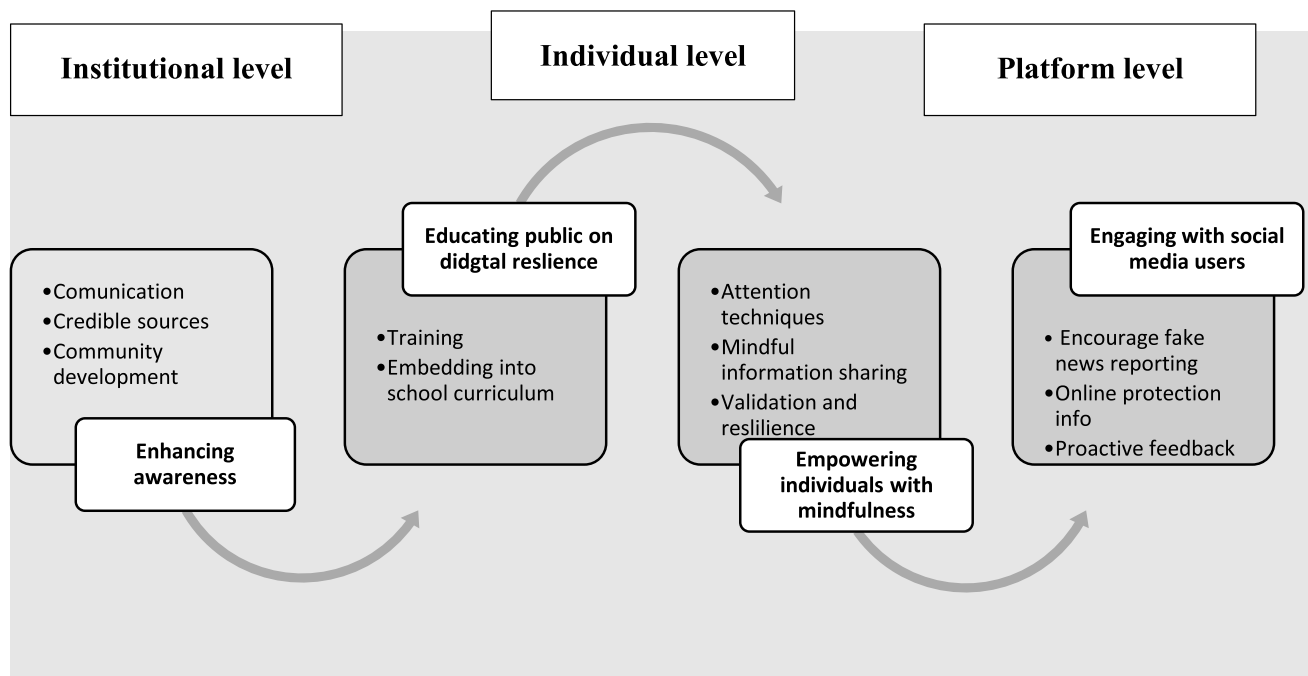 Institutional level
Individual level
Platform level
•Comunication
•Credible sources
•Community
development
Enhancing
awareness
Educating public on
didgtal reslience
•Training
•Embedding into
school curriculum
•Attention
techniques
•Mindful
information sharing
•Validation and
reslilience
Empowering
individuals with
mindfulness
Engaging with social
media users
• Encourage fake
news reporting
•Online protection
info
•Proactive feedback